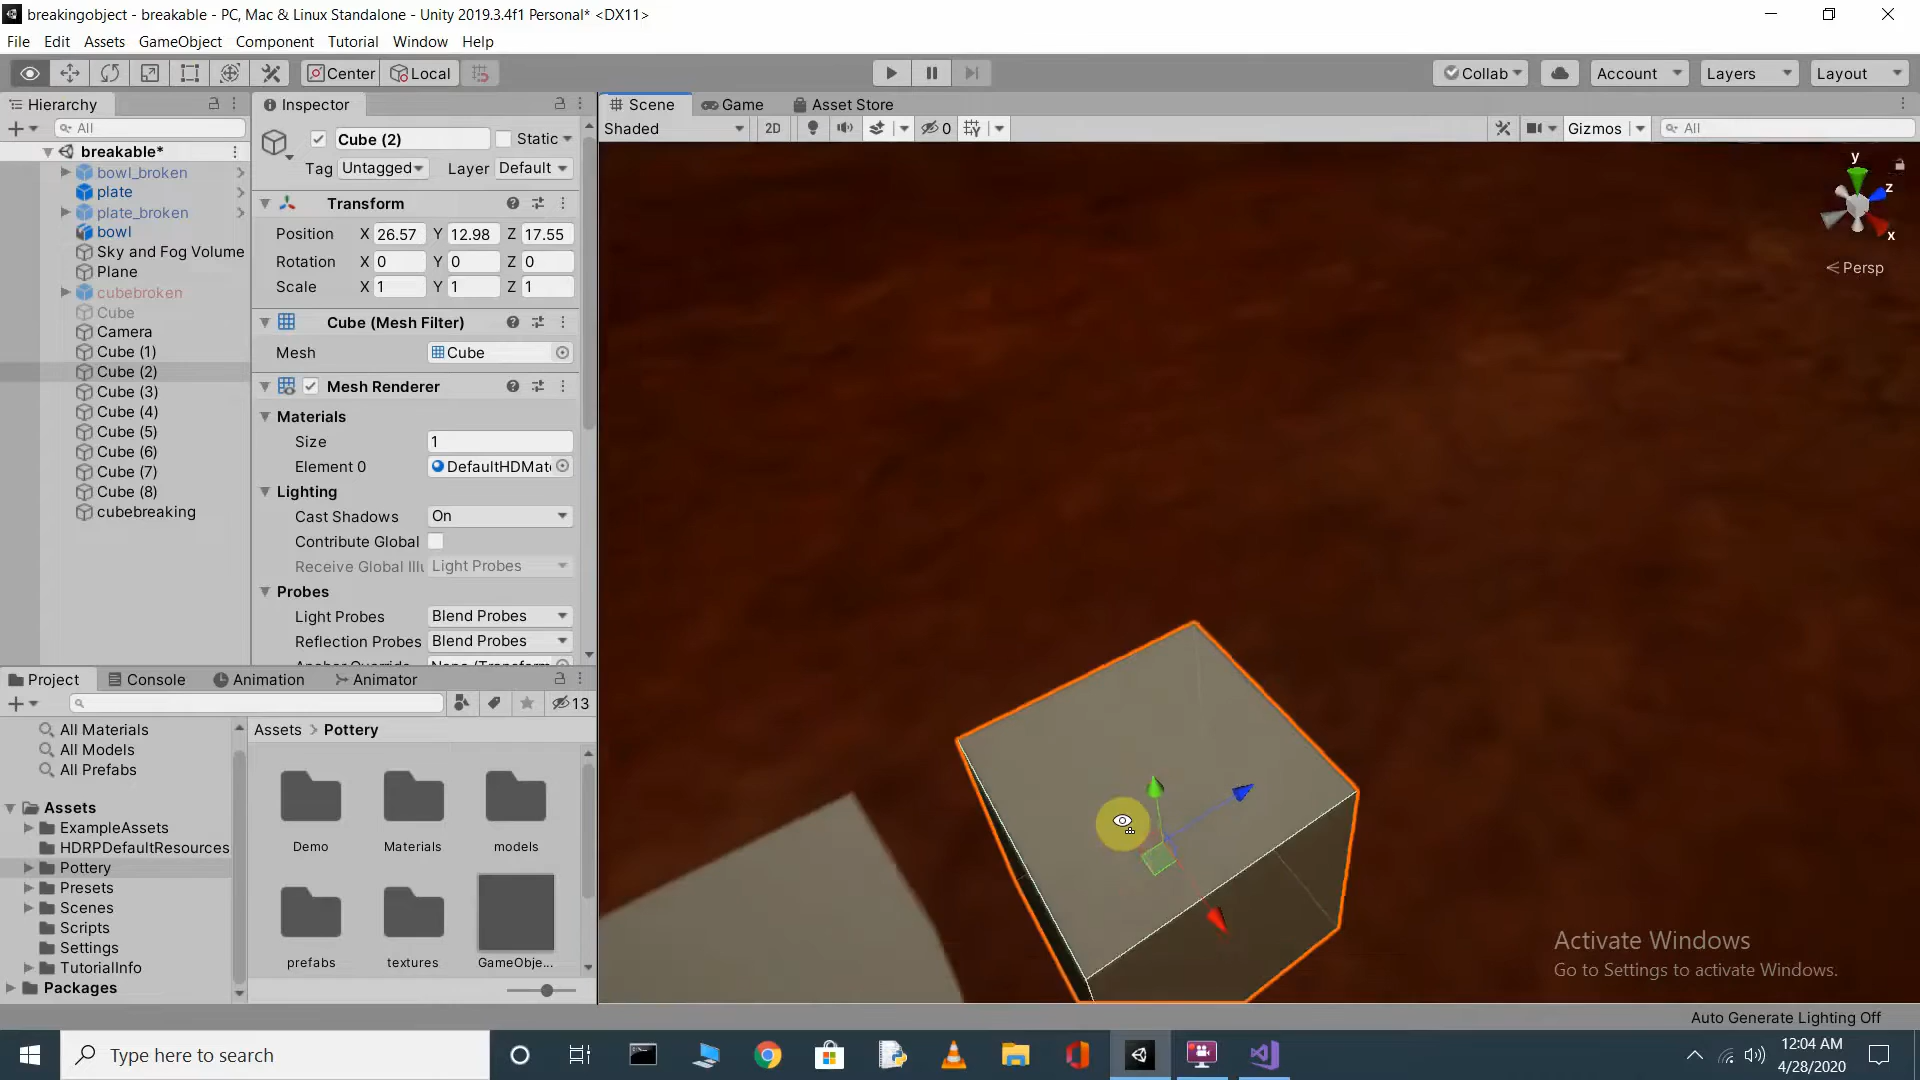 breakingobject - breakable - PC, Mac & Linux Standalone - Unity 2019.3.4f1 Personal* <DX11>
File Edit Assets GameObject Component Tutorial Window Help
Center Local Collab Account Layers Layout
Hierarchy
All
breakable*
bowl_broken
plate
plate_broken
bowl
Sky and Fog Volume
Plane
cubebroken
Cube
Camera
Cube (1)
Cube (2)
Cube (3)
Cube (4)
Cube (5)
Cube (6)
Cube (7)
Cube (8)
cubebreaking
Inspector
Cube (2) Static
Tag Untagged Layer Default
Transform
Position X 26.57 Y 12.98 Z 17.55
Rotation X 0 Y 0 Z 0
Scale X 1 Y 1 Z 1
Cube (Mesh Filter)
Mesh Cube
Mesh Renderer
Materials
Size 1
Element 0 DefaultHDMat
Lighting
Cast Shadows On
Contribute Global
Receive Global Illu Light Probes
Probes
Light Probes Blend Probes
Reflection Probes Blend Probes
Scene Game Asset Store
Shaded 2D 0 Gizmos All
y
z
x
Persp
Project Console Animation Animator
13
All Materials
All Models
All Prefabs
Assets
ExampleAssets
HDRPDefaultResources
Pottery
Presets
Scenes
Scripts
Settings
TutorialInfo
Packages
Assets > Pottery
Demo Materials models
prefabs textures GameObje...
Activate Windows
Go to Settings to activate Windows.
Auto Generate Lighting Off
Type here to search
12:04 AM
4/28/2020